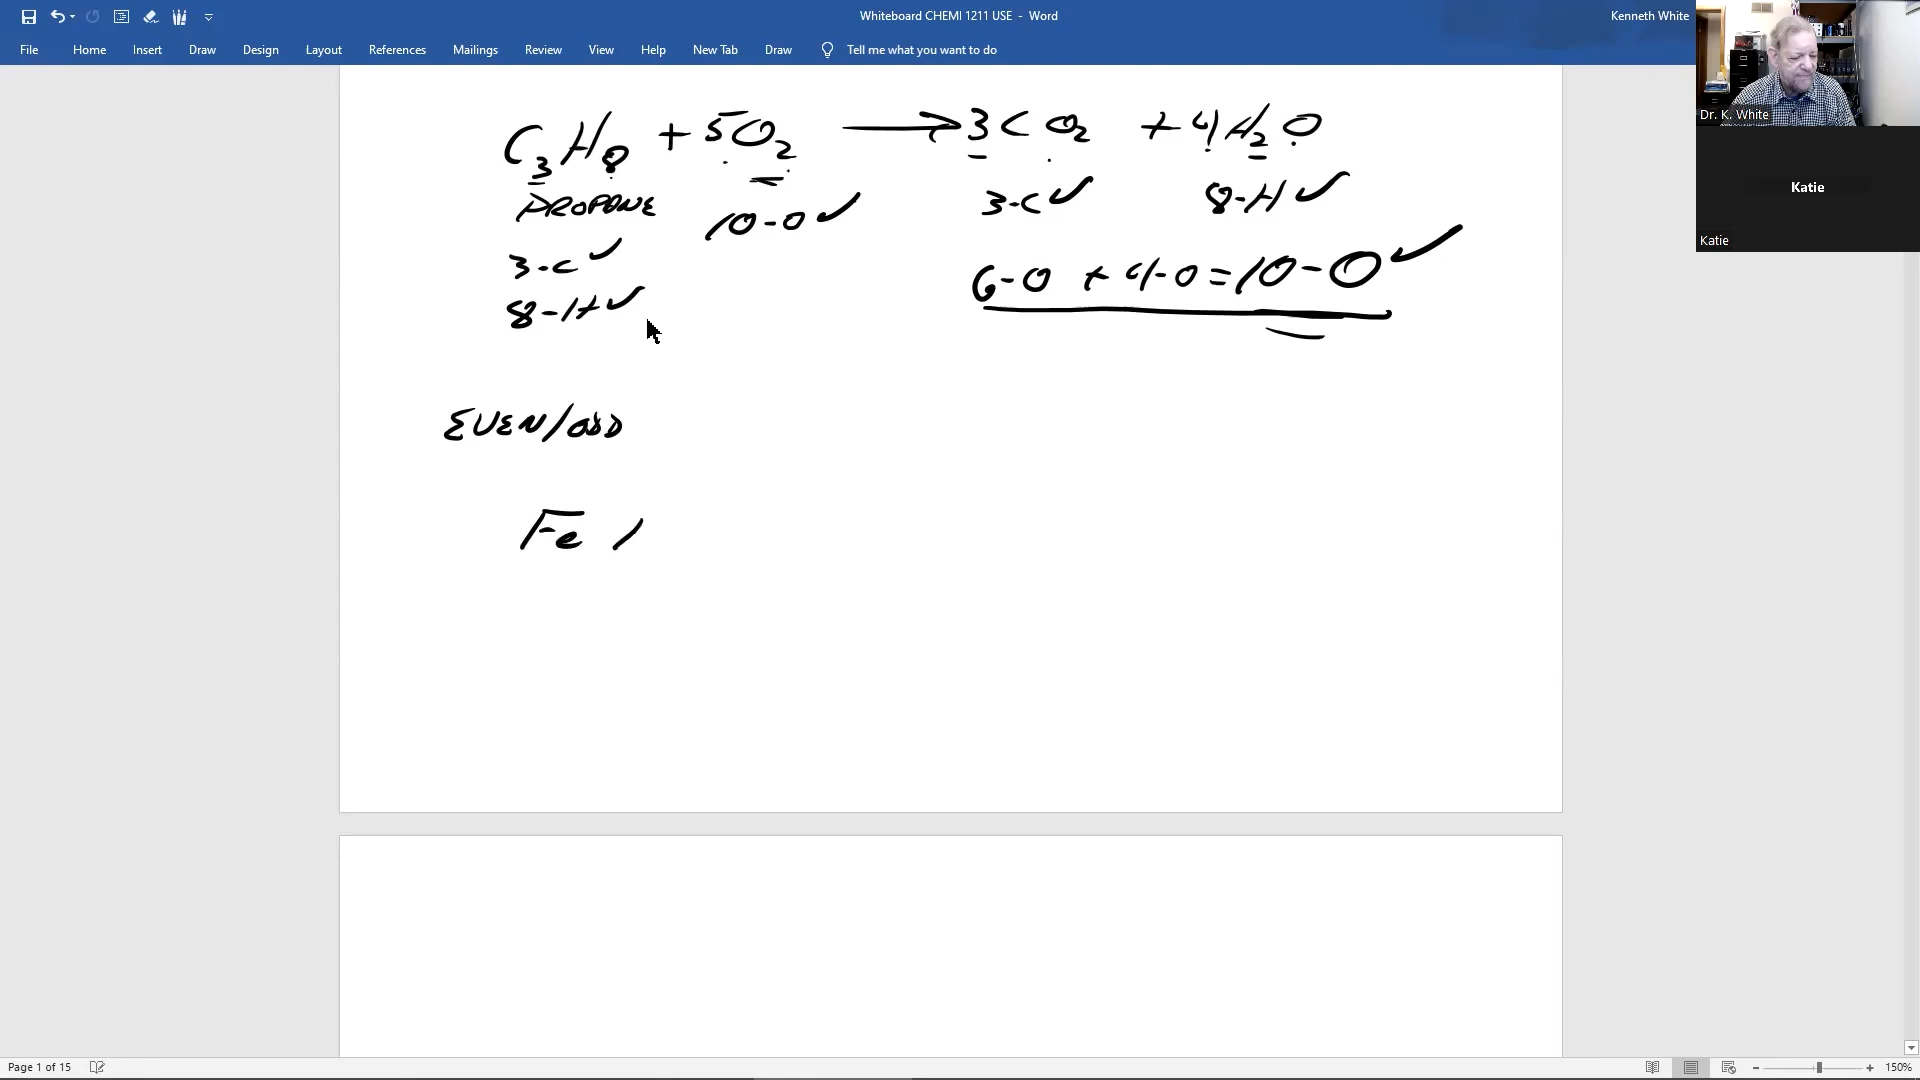 Whiteboard CHEMI 1211 USE - Word
Kenneth White
File Home Insert Draw Design Layout References Mailings Review View Help New Tab Draw Tell me what you want to do
Dr. K. White
Katie
Katie
C3H8 + 5O2 → 3CO2 + 4H2O
PROPANE 10-O ✓ 3-C ✓ 8-H ✓
3-C ✓
8-H ✓ 6-O + 4-O = 10-O ✓
EVEN/ODD
Fe /
Page 1 of 15
150%